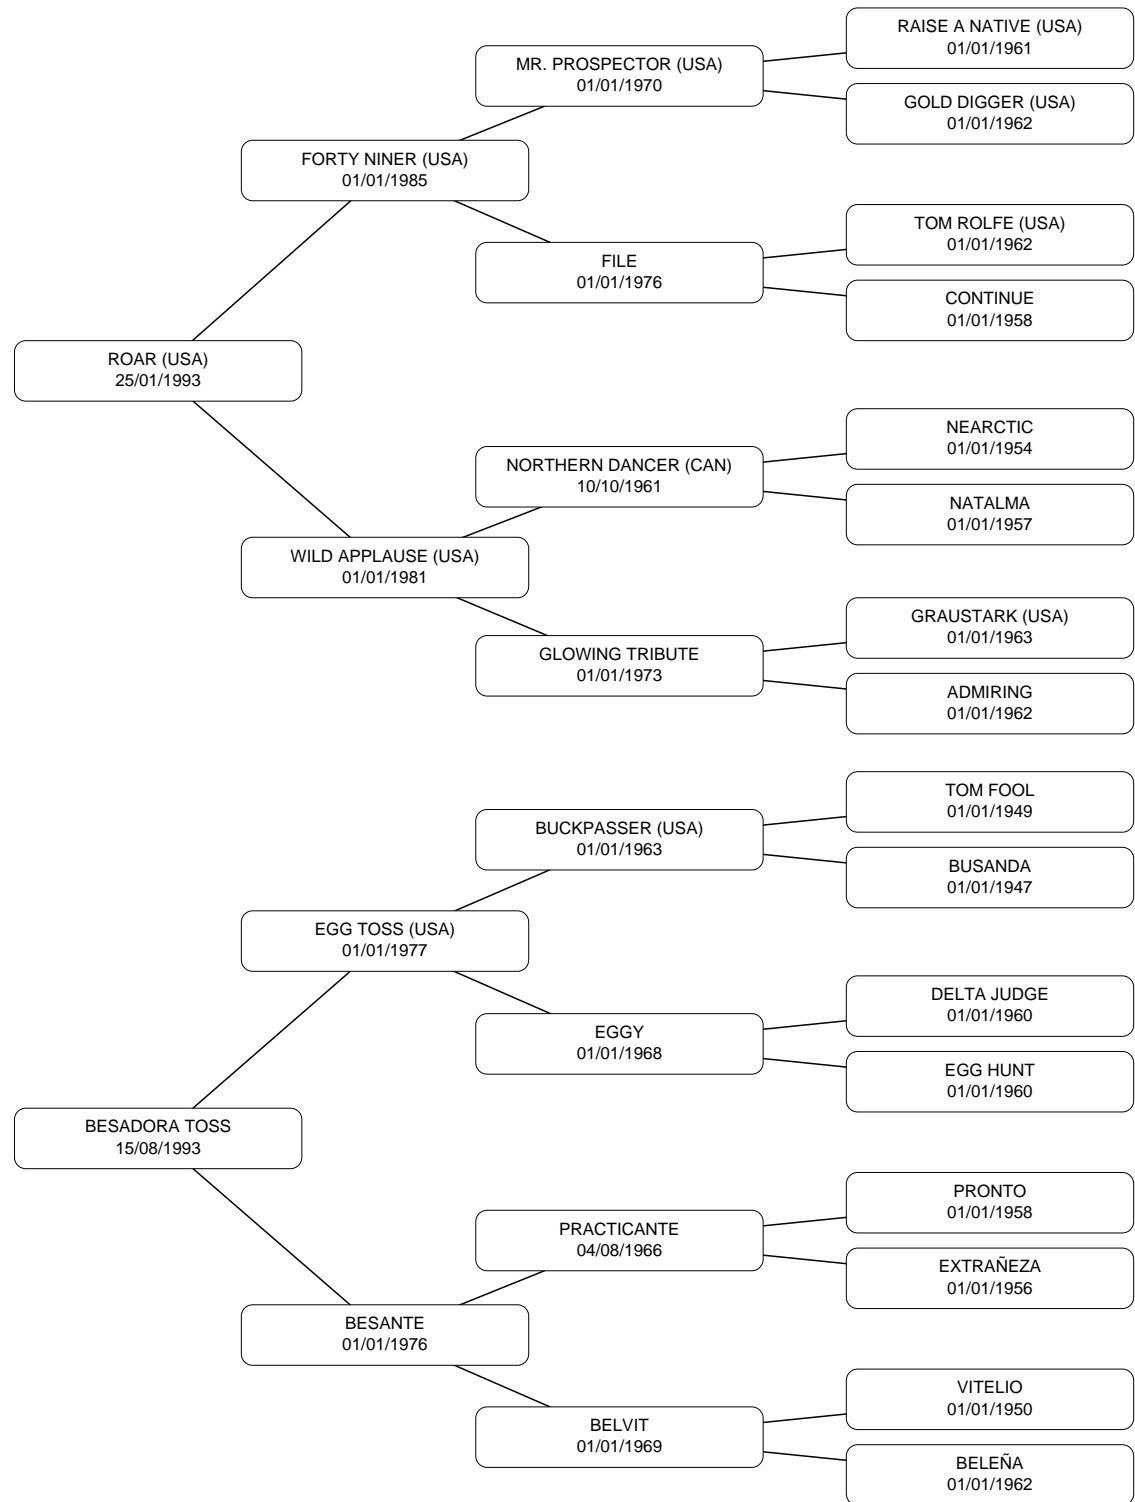 RAISE A NATIVE (USA)
01/01/1961
MR. PROSPECTOR (USA)
01/01/1970
GOLD DIGGER (USA)
01/01/1962
FORTY NINER (USA)
01/01/1985
TOM ROLFE (USA)
01/01/1962
FILE
01/01/1976
CONTINUE
01/01/1958
ROAR (USA)
25/01/1993
NEARCTIC
01/01/1954
NORTHERN DANCER (CAN)
10/10/1961
NATALMA
01/01/1957
WILD APPLAUSE (USA)
01/01/1981
GRAUSTARK (USA)
01/01/1963
GLOWING TRIBUTE
01/01/1973
ADMIRING
01/01/1962
TOM FOOL
01/01/1949
BUCKPASSER (USA)
01/01/1963
BUSANDA
01/01/1947
EGG TOSS (USA)
01/01/1977
DELTA JUDGE
01/01/1960
EGGY
01/01/1968
EGG HUNT
01/01/1960
BESADORA TOSS
15/08/1993
PRONTO
01/01/1958
PRACTICANTE
04/08/1966
EXTRAÑEZA
01/01/1956
BESANTE
01/01/1976
VITELIO
01/01/1950
BELVIT
01/01/1969
BELEÑA
01/01/1962